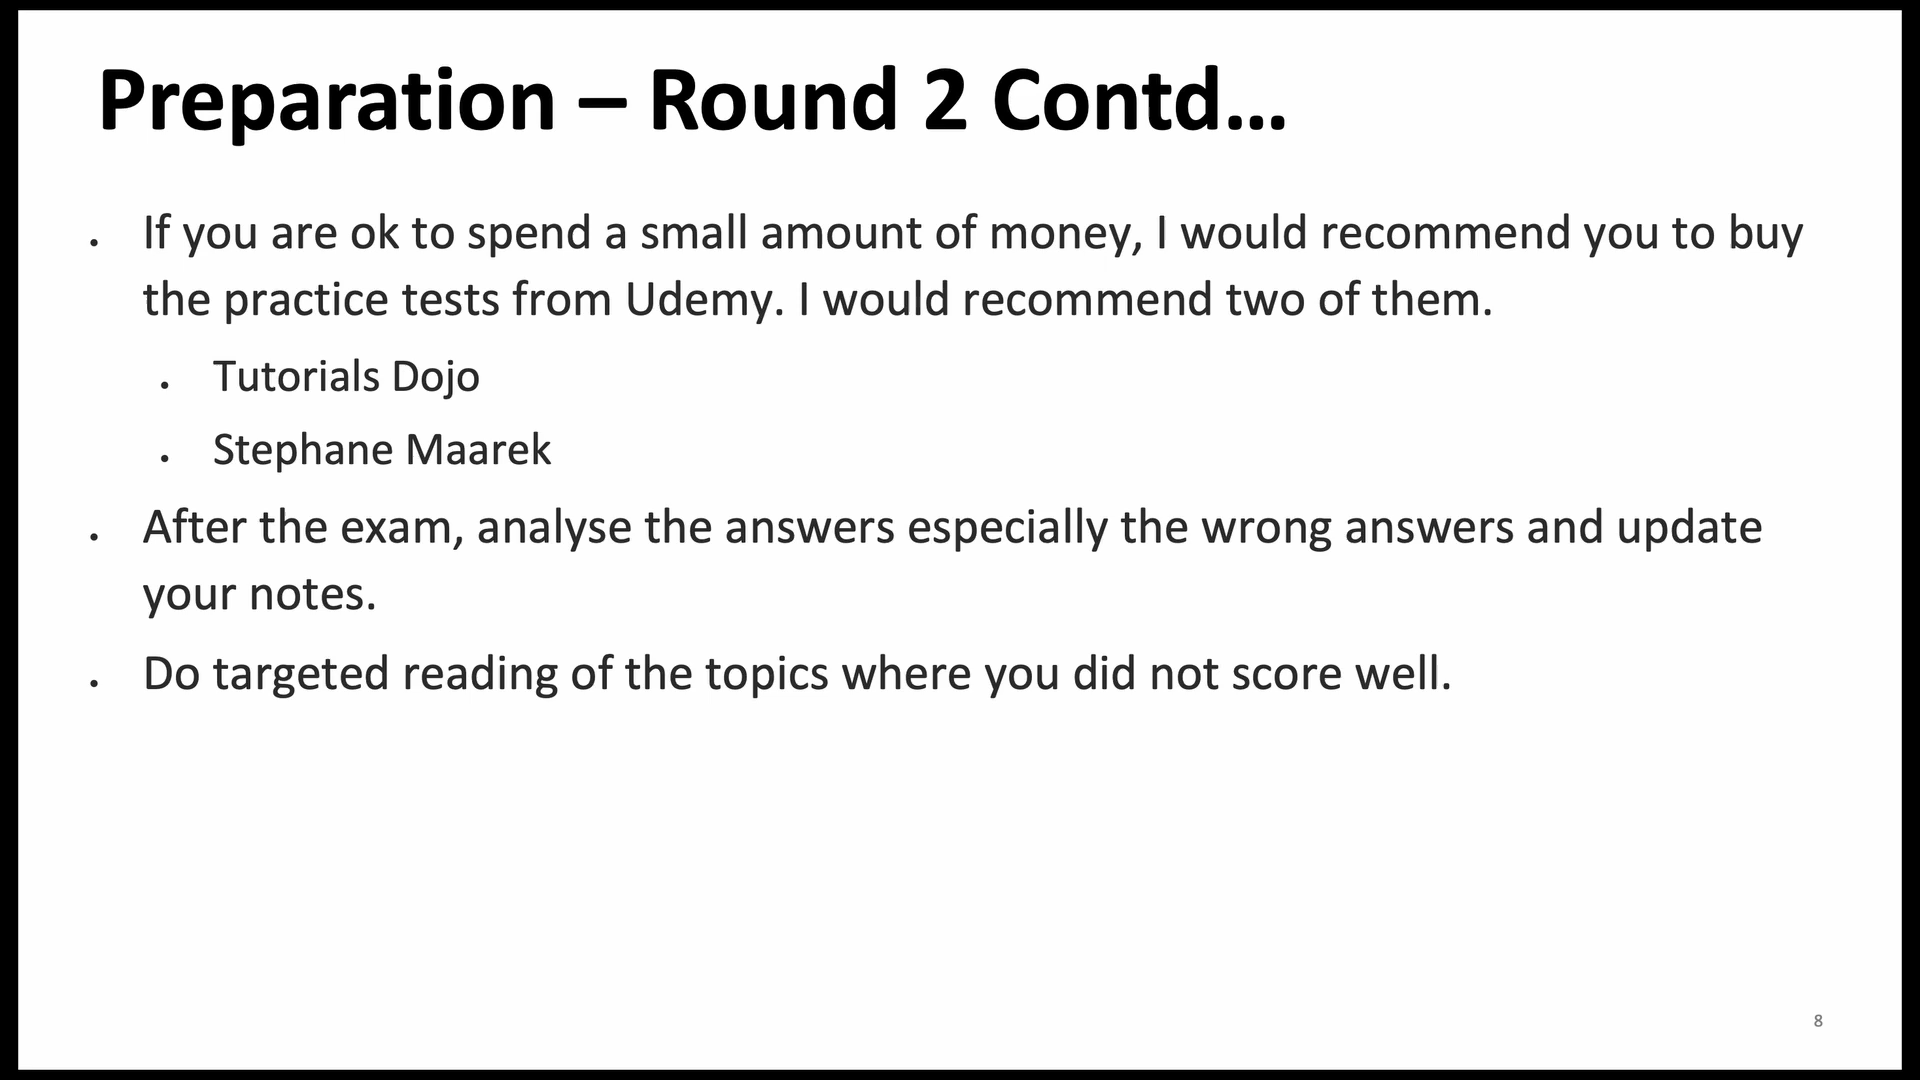 Preparation – Round 2 Contd...
• If you are ok to spend a small amount of money, I would recommend you to buy
the practice tests from Udemy. I would recommend two of them.
• Tutorials Dojo
• Stephane Maarek
• After the exam, analyse the answers especially the wrong answers and update
your notes.
• Do targeted reading of the topics where you did not score well.
8